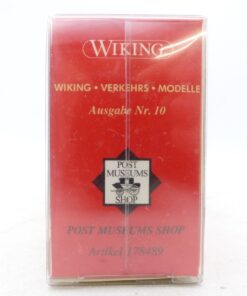 WIKING
WIKING • VERKEHRS • MODELLE
Ausgabe Nr. 10
POST
MUSEUMS
SHOP
POST MUSEUMS SHOP
Artikel 178489